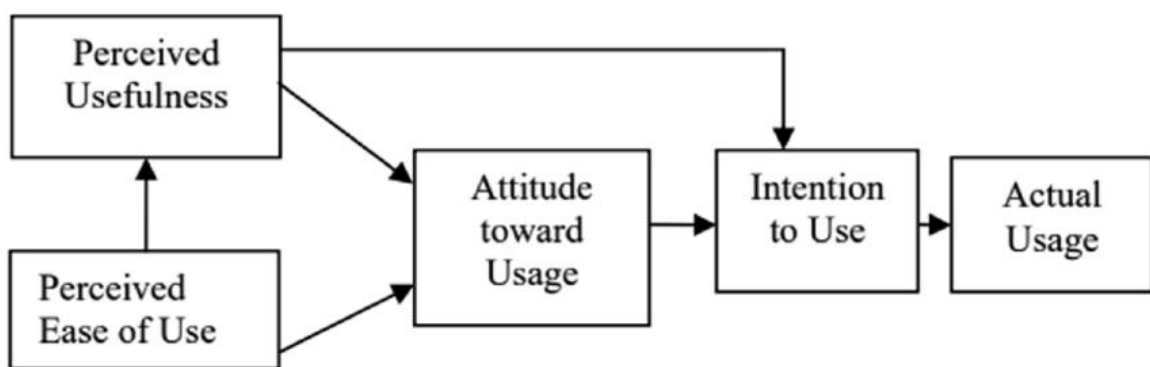 Perceived
Usefulness
Perceived
Ease of Use
Attitude
toward
Usage
Intention
to Use
Actual
Usage